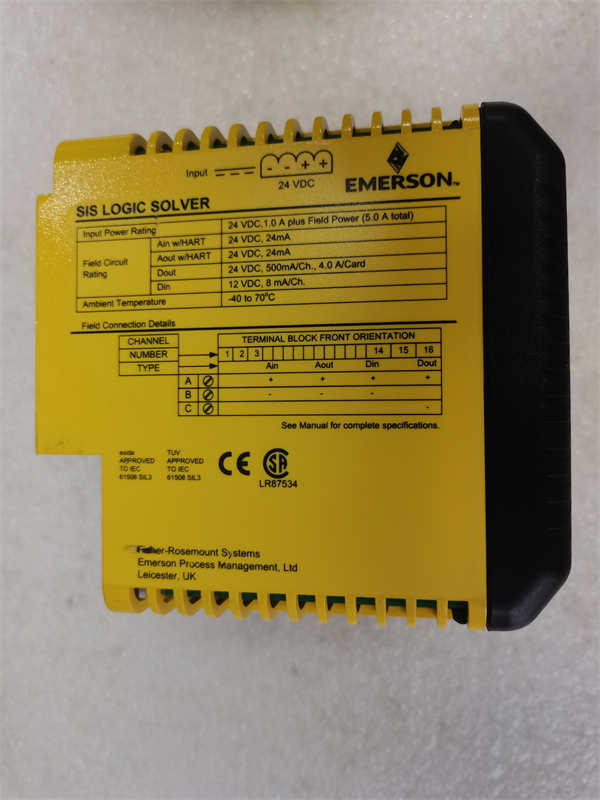 Input
- - + +
24 VDC
EMERSON™
SIS LOGIC SOLVER
Input Power Rating 24 VDC,1.0 A plus Field Power (5.0 A total)
Field Circuit Rating
Ain w/HART 24 VDC, 24mA
Aout w/HART 24 VDC, 24mA
Dout 24 VDC, 500mA/Ch., 4.0 A/Card
Din 12 VDC, 8 mA/Ch.
Ambient Temperature -40 to 70°C
Field Connection Details
CHANNEL TERMINAL BLOCK FRONT ORIENTATION
NUMBER 1 2 3 14 15 16
TYPE Ain Aout Din Dout
A + + + +
B - - -
C -
See Manual for complete specifications.
exida TUV
APPROVED APPROVED
TO IEC TO IEC
61508 SIL3 61508 SIL3
CE
SA
LR87534
Fisher-Rosemount Systems
Emerson Process Management, Ltd
Leicester, UK